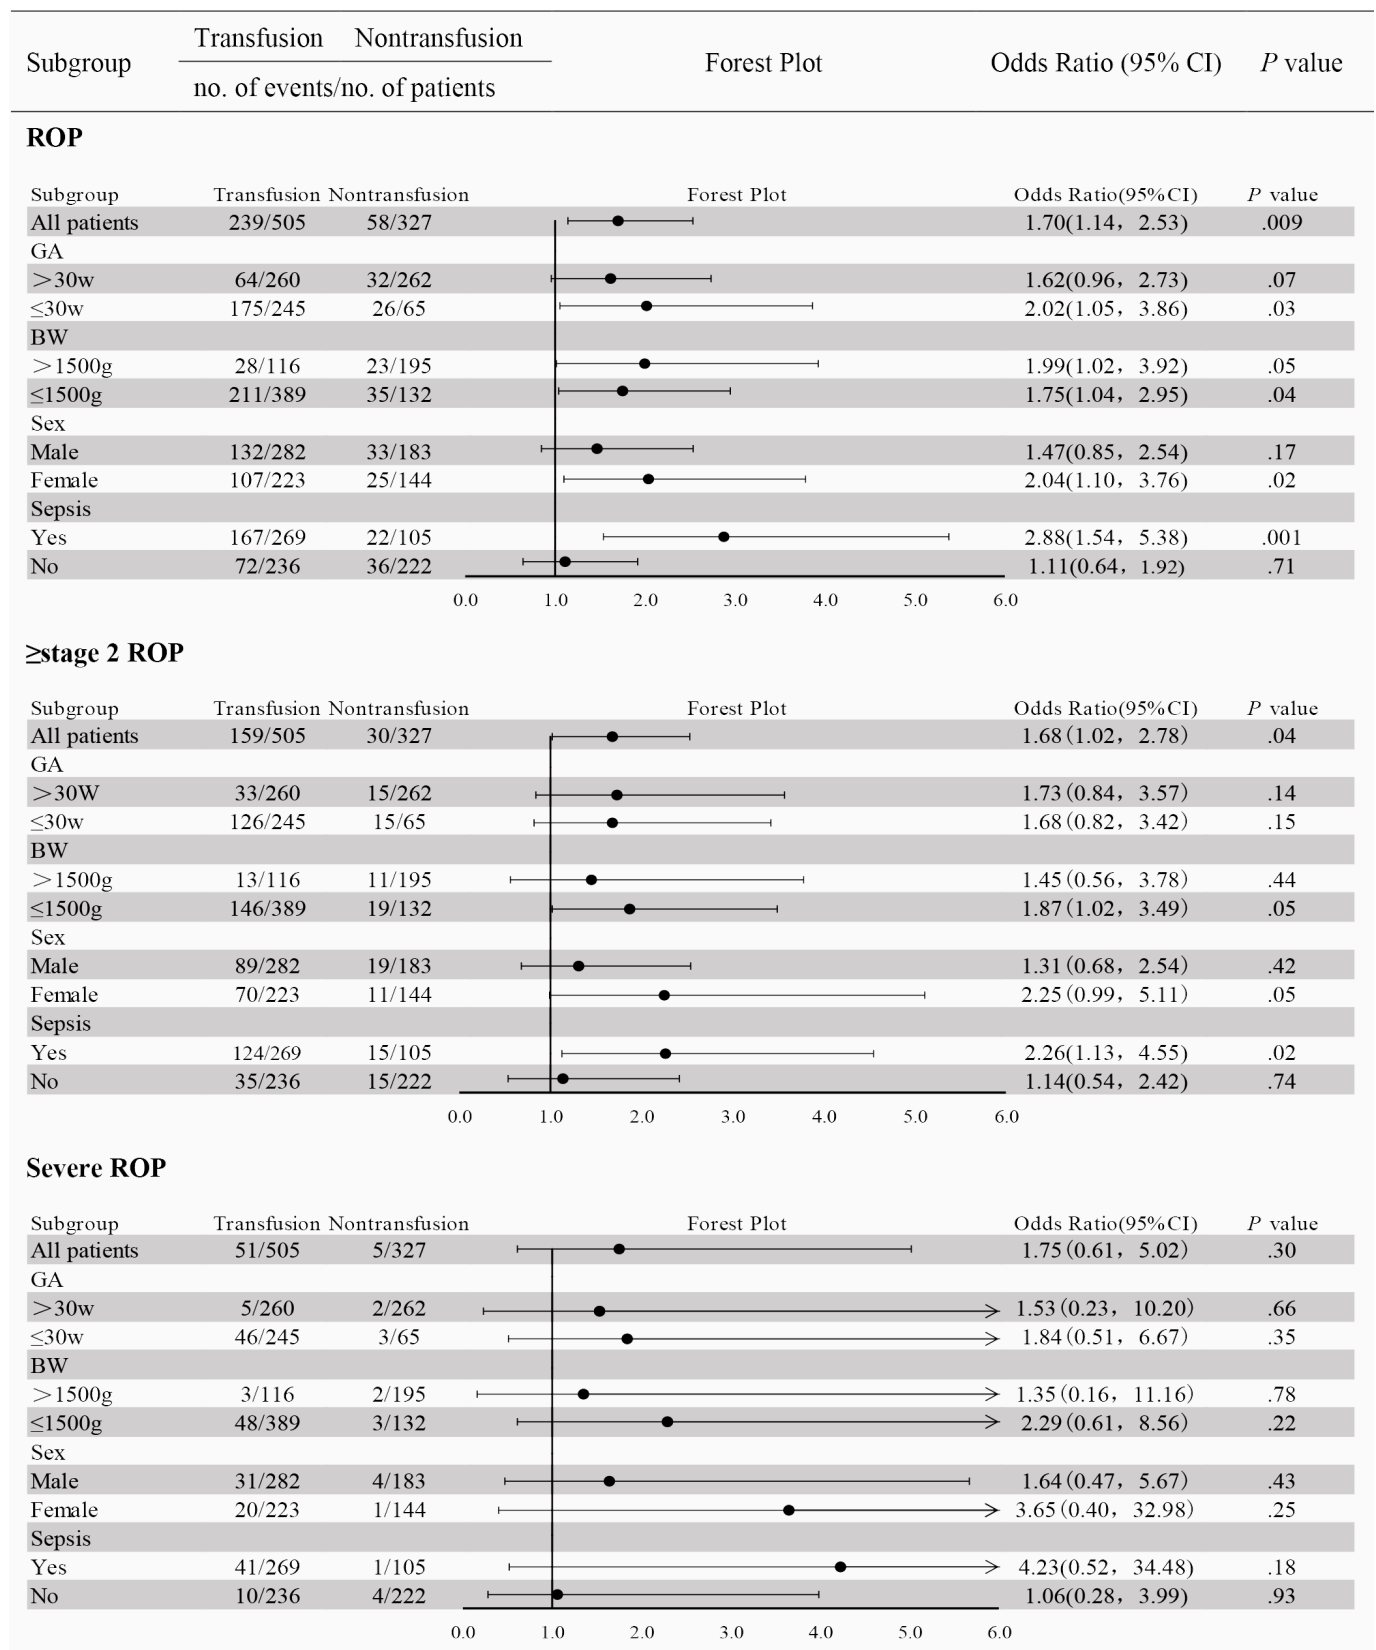 Subgroup Transfusion Nontransfusion Forest Plot Odds Ratio (95% CI) P value
no. of events/no. of patients
ROP
Subgroup Transfusion Nontransfusion Forest Plot Odds Ratio(95%CI) P value
All patients 239/505 58/327 1.70(1.14, 2.53) .009
GA
>30w 64/260 32/262 1.62(0.96, 2.73) .07
≤30w 175/245 26/65 2.02(1.05, 3.86) .03
BW
>1500g 28/116 23/195 1.99(1.02, 3.92) .05
≤1500g 211/389 35/132 1.75(1.04, 2.95) .04
Sex
Male 132/282 33/183 1.47(0.85, 2.54) .17
Female 107/223 25/144 2.04(1.10, 3.76) .02
Sepsis
Yes 167/269 22/105 2.88(1.54, 5.38) .001
No 72/236 36/222 1.11(0.64, 1.92) .71
0.0 1.0 2.0 3.0 4.0 5.0 6.0
≥stage 2 ROP
Subgroup Transfusion Nontransfusion Forest Plot Odds Ratio(95%CI) P value
All patients 159/505 30/327 1.68(1.02, 2.78) .04
GA
>30W 33/260 15/262 1.73(0.84, 3.57) .14
≤30w 126/245 15/65 1.68(0.82, 3.42) .15
BW
>1500g 13/116 11/195 1.45(0.56, 3.78) .44
≤1500g 146/389 19/132 1.87(1.02, 3.49) .05
Sex
Male 89/282 19/183 1.31(0.68, 2.54) .42
Female 70/223 11/144 2.25(0.99, 5.11) .05
Sepsis
Yes 124/269 15/105 2.26(1.13, 4.55) .02
No 35/236 15/222 1.14(0.54, 2.42) .74
0.0 1.0 2.0 3.0 4.0 5.0 6.0
Severe ROP
Subgroup Transfusion Nontransfusion Forest Plot Odds Ratio(95%CI) P value
All patients 51/505 5/327 1.75(0.61, 5.02) .30
GA
>30w 5/260 2/262 1.53(0.23, 10.20) .66
≤30w 46/245 3/65 1.84(0.51, 6.67) .35
BW
>1500g 3/116 2/195 1.35(0.16, 11.16) .78
≤1500g 48/389 3/132 2.29(0.61, 8.56) .22
Sex
Male 31/282 4/183 1.64(0.47, 5.67) .43
Female 20/223 1/144 3.65(0.40, 32.98) .25
Sepsis
Yes 41/269 1/105 4.23(0.52, 34.48) .18
No 10/236 4/222 1.06(0.28, 3.99) .93
0.0 1.0 2.0 3.0 4.0 5.0 6.0